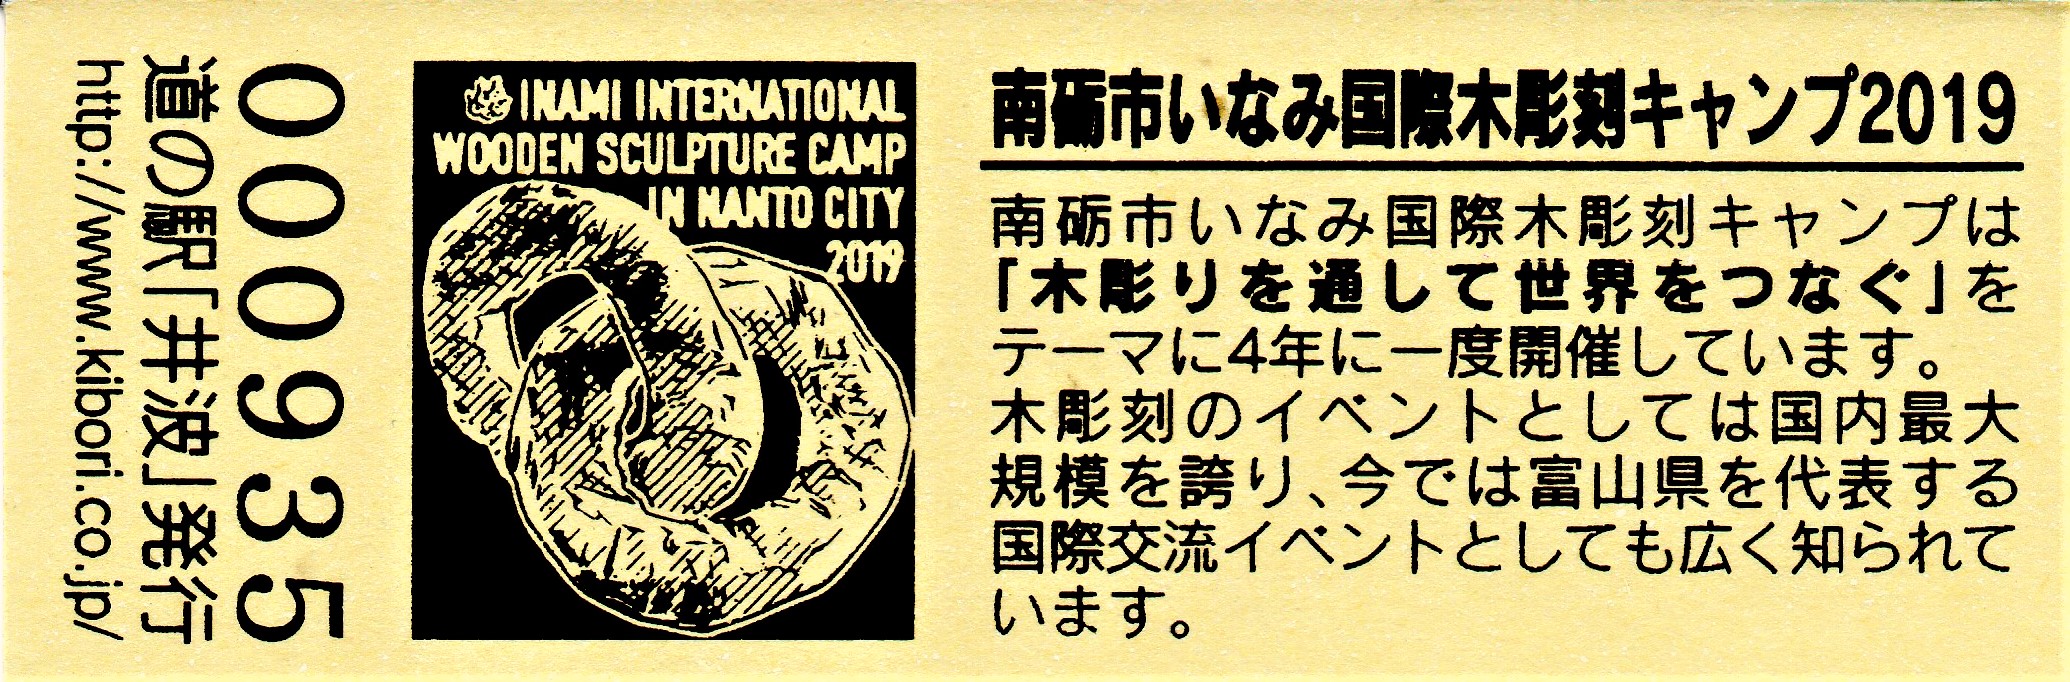 000935
道の駅「井波」発行
http://www.kibori.co.jp/
INAMI INTERNATIONAL
WOODEN SCULPTURE CAMP
IN NANTO CITY
2019
南砺市いなみ国際木彫刻キャンプ2019
南砺市いなみ国際木彫刻キャンプは
「木彫りを通して世界をつなぐ」を
テーマに4年に一度開催しています。
木彫刻のイベントとしては国内最大
規模を誇り、今では富山県を代表する
国際交流イベントとしても広く知られて
います。